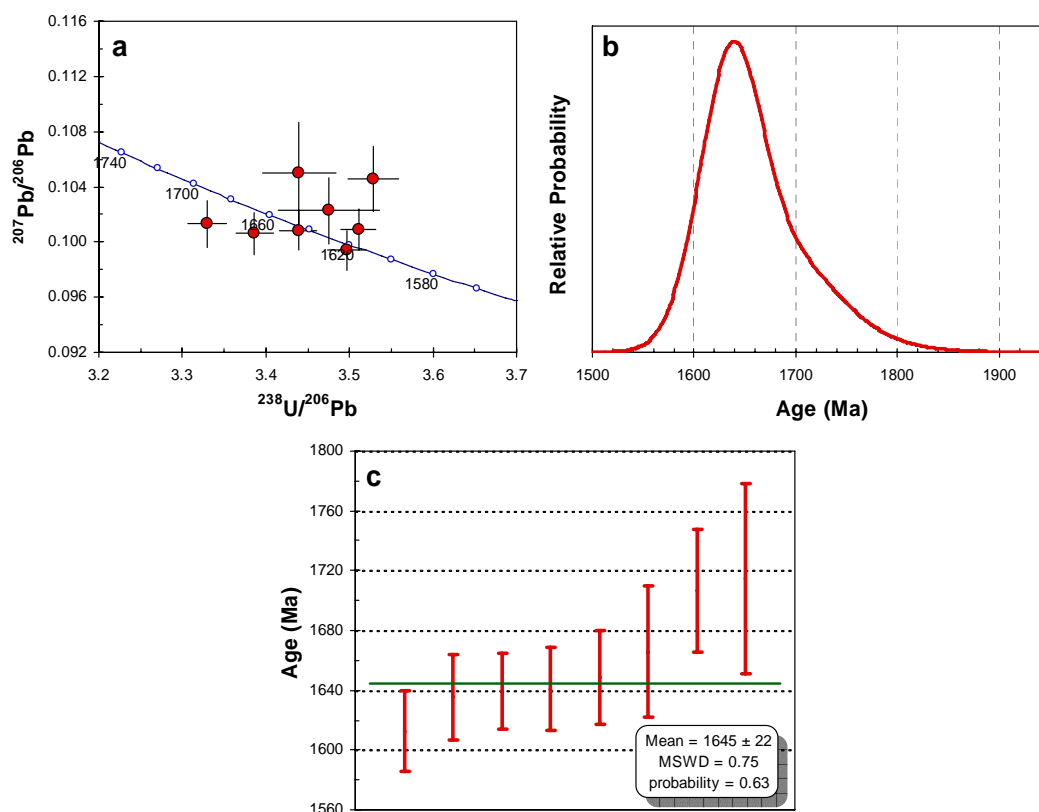 a
0.116
0.112
0.108
0.104
0.100
0.096
0.092
²⁰⁷Pb/²⁰⁶Pb
1740
1700
1660
1620
1580
3.2 3.3 3.4 3.5 3.6 3.7
²³⁸U/²⁰⁶Pb
b
Relative Probability
1500 1600 1700 1800 1900
Age (Ma)
c
1800
1760
1720
1680
1640
1600
1560
Age (Ma)
Mean = 1645 ± 22
MSWD = 0.75
probability = 0.63